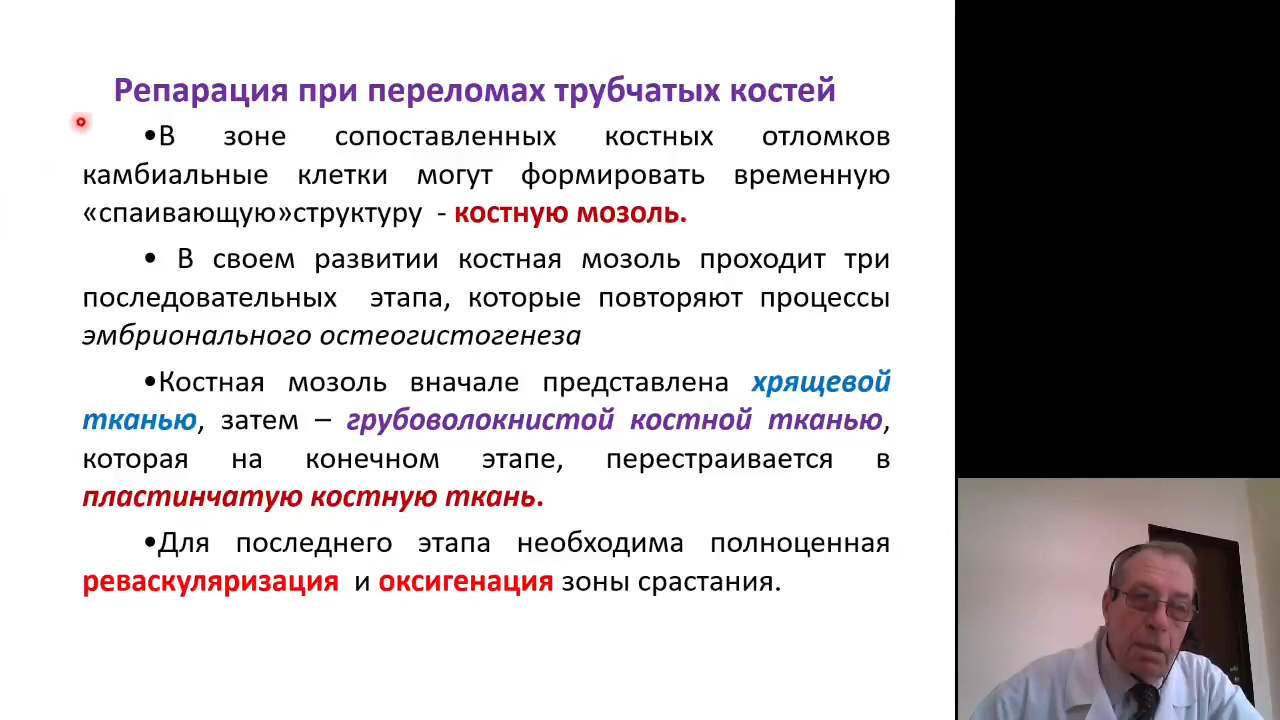 Репарация при переломах трубчатых костей
•В зоне сопоставленных костных отломков
камбиальные клетки могут формировать временную
«спаивающую»структуру - костную мозоль.
• В своем развитии костная мозоль проходит три
последовательных этапа, которые повторяют процессы
эмбрионального остеогистогенеза
•Костная мозоль вначале представлена хрящевой
тканью, затем – грубоволокнистой костной тканью,
которая на конечном этапе, перестраивается в
пластинчатую костную ткань.
•Для последнего этапа необходима полноценная
реваскуляризация и оксигенация зоны срастания.